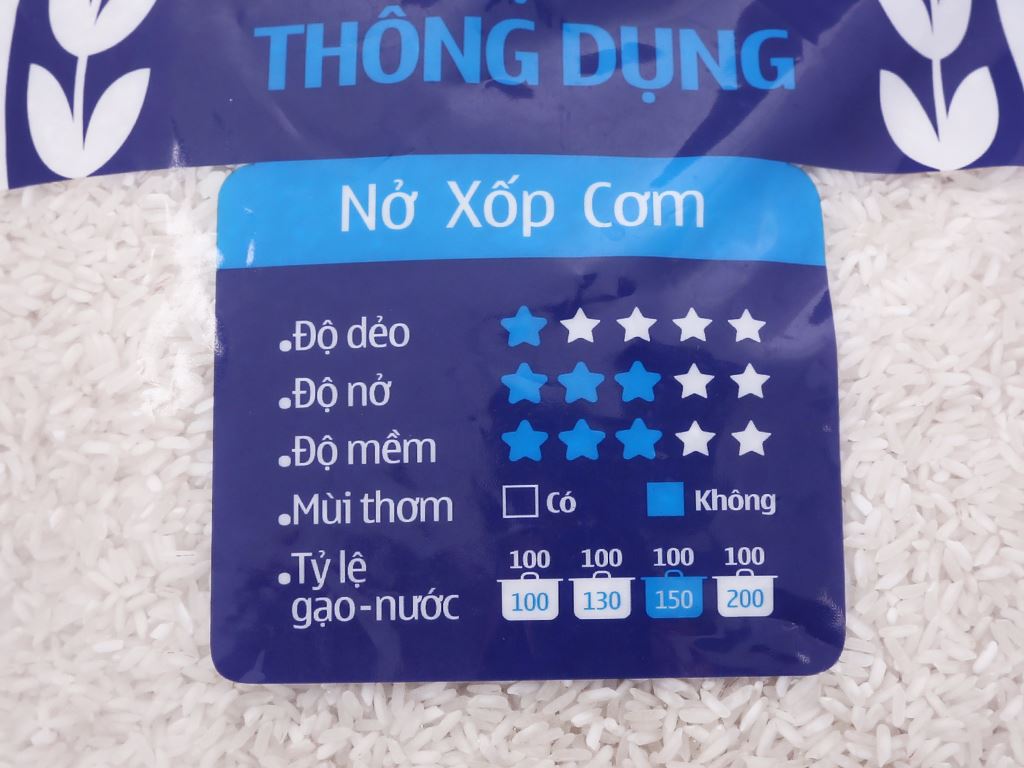 THÔNG DỤNG
Nở Xốp Cơm
.Độ dẻo
.Độ nở
.Độ mềm
.Mùi thơm Có Không
.Tỷ lệ
gạo-nước
100 100 100 100
100 130 150 200